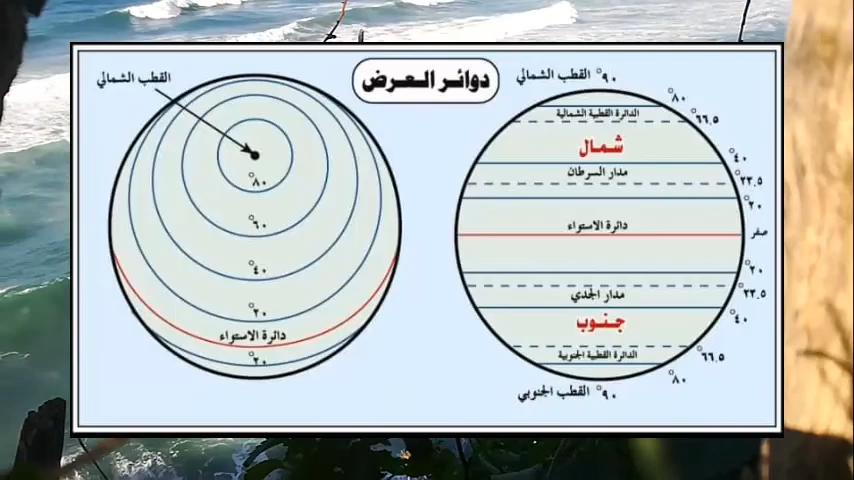 دوائر العرض
القطب الشمالي ٩٠°
٨٠°
الدائرة القطبية الشمالية
٦٦,٥°
شمال
٤٠°
مدار السرطان
٢٣,٥°
٢٠°
دائرة الاستواء
صفر
٢٠°
مدار الجدي
٢٣,٥°
جنوب
٤٠°
الدائرة القطبية الجنوبية
٦٦,٥°
٨٠°
القطب الجنوبي ٩٠°
القطب الشمالي
٨٠°
٦٠°
٤٠°
٢٠°
دائرة الاستواء
٢٠°